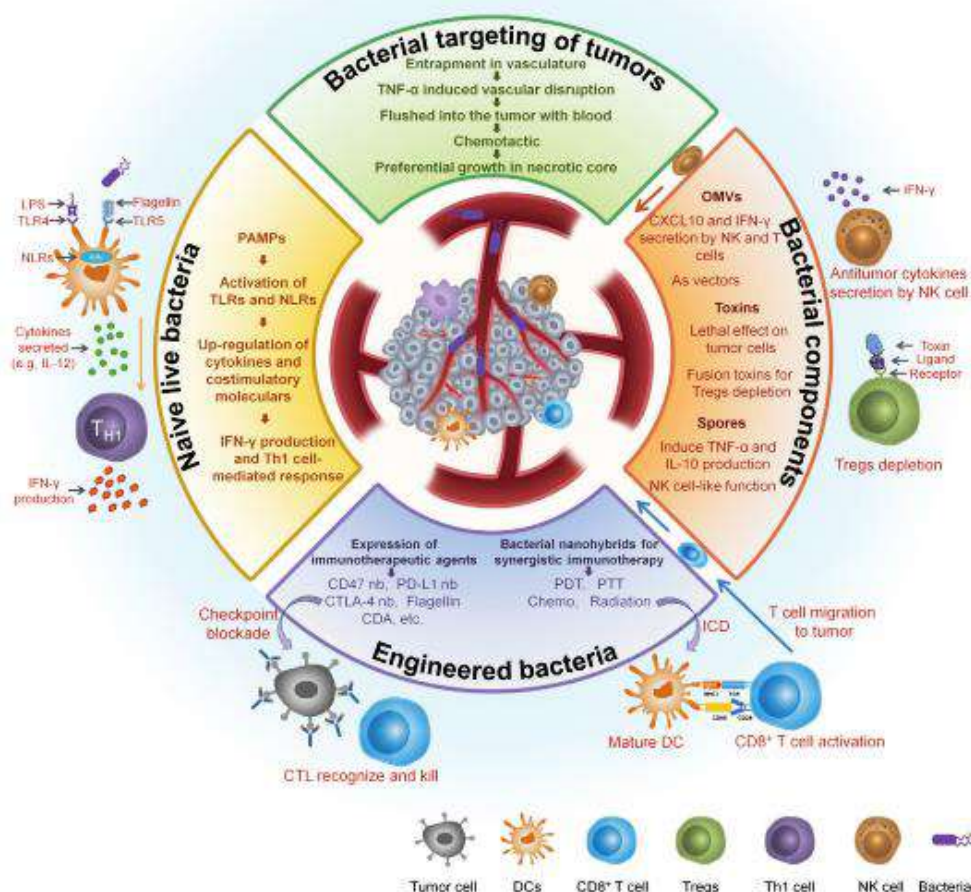 Bacterial targeting of tumors
Entrapment in vasculature
TNF-α induced vascular disruption
Flushed into the tumor with blood
Chemotactic
Preferential growth in necrotic core
Naive live bacteria
PAMPs
Activation of
TLRs and NLRs
Up-regulation of
cytokines and
costimulatory
moleculars
IFN-γ production
and Th1 cell-
mediated response
LPS
TLR4
Flagellin
TLR5
NLRs
Cytokines
secreted
(e.g. IL-12)
TH1
IFN-γ
production
Bacterial components
OMVs
CXCL10 and IFN-γ
secretion by NK and T
cells
As vectors
Toxins
Lethal effect on
tumor cells
Fusion toxins for
Tregs depletion
Spores
Induce TNF-α and
IL-10 production
NK cell-like function
IFN-γ
Antitumor cytokines
secretion by NK cell
Toxin
Ligand
Receptor
Tregs depletion
Engineered bacteria
Expression of
immunotherapeutic agents
CD47 nb, PD-L1 nb
CTLA-4 nb, Flagellin
CDA, etc.
Bacterial nanohybrids for
synergistic immunotherapy
PDT, PTT
Chemo, Radiation
Checkpoint
blockade
CTL recognize and kill
ICD
T cell migration
to tumor
Mature DC
CD8⁺ T cell activation
Tumor cell
DCs
CD8⁺ T cell
Tregs
Th1 cell
NK cell
Bacteria